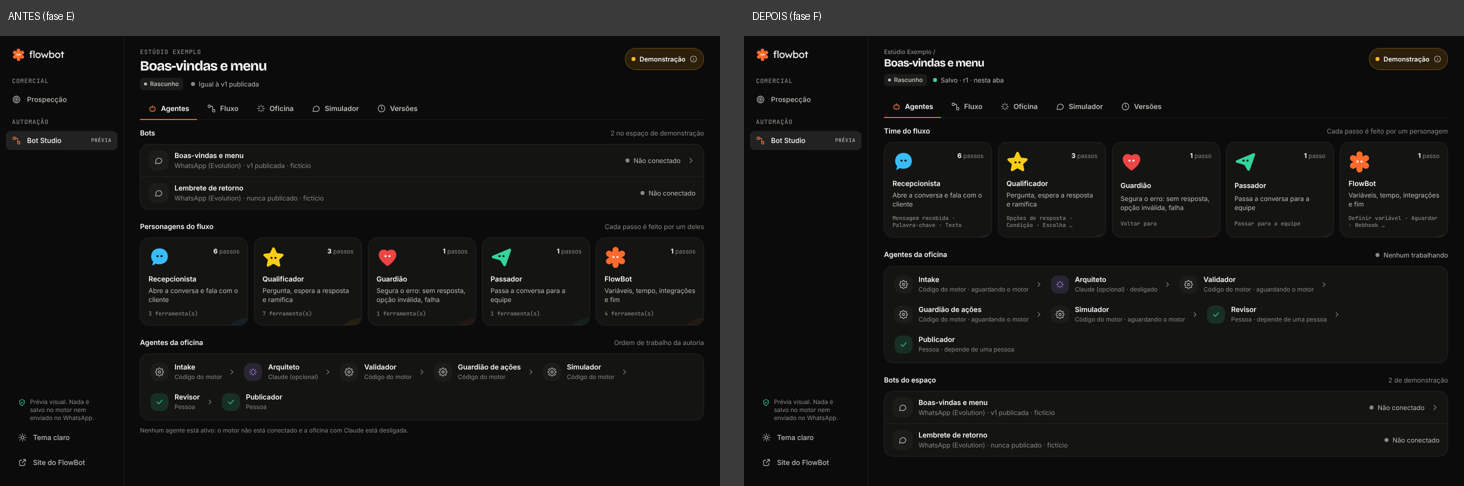 ANTES (fase E)
flowbot
COMERCIAL
Prospecção
AUTOMAÇÃO
Bot Studio PRÉVIA
Prévia visual. Nada é
salvo no motor nem
enviado no WhatsApp.
Tema claro
Site do FlowBot
ESTÚDIO EXEMPLO
Boas-vindas e menu
Rascunho Igual à v1 publicada
Demonstração
Agentes Fluxo Oficina Simulador Versões
Bots 2 no espaço de demonstração
Boas-vindas e menu
WhatsApp (Evolution) · v1 publicada · fictício
Não conectado
Lembrete de retorno
WhatsApp (Evolution) · nunca publicado · fictício
Não conectado
Personagens do fluxo Cada passo é feito por um deles
6 passos
Recepcionista
Abre a conversa e fala com o
cliente
3 ferramenta(s)
3 passos
Qualificador
Pergunta, espera a resposta
e ramifica
7 ferramenta(s)
1 passos
Guardião
Segura o erro: sem resposta,
opção inválida, falha
1 ferramenta(s)
1 passos
Passador
Passa a conversa para a
equipe
1 ferramenta(s)
1 passos
FlowBot
Variáveis, tempo, integrações
e fim
4 ferramenta(s)
Agentes da oficina Ordem de trabalho da autoria
Intake
Código do motor
Arquiteto
Claude (opcional)
Validador
Código do motor
Guardião de ações
Código do motor
Simulador
Código do motor
Revisor
Pessoa
Publicador
Pessoa
Nenhum agente está ativo: o motor não está conectado e a oficina com Claude está desligada.
DEPOIS (fase F)
flowbot
COMERCIAL
Prospecção
AUTOMAÇÃO
Bot Studio PRÉVIA
Prévia visual. Nada é
salvo no motor nem
enviado no WhatsApp.
Tema claro
Site do FlowBot
Estúdio Exemplo /
Boas-vindas e menu
Rascunho Salvo · r1 · nesta aba
Demonstração
Agentes Fluxo Oficina Simulador Versões
Time do fluxo Cada passo é feito por um personagem
6 passos
Recepcionista
Abre a conversa e fala com o
cliente
Mensagem recebida ·
Palavra-chave · Texto
3 passos
Qualificador
Pergunta, espera a resposta
e ramifica
Opções de resposta ·
Condição · Escolha …
1 passo
Guardião
Segura o erro: sem resposta,
opção inválida, falha
Voltar para
1 passo
Passador
Passa a conversa para a
equipe
Passar para a equipe
1 passo
FlowBot
Variáveis, tempo, integrações
e fim
Definir variável · Aguardar
· Webhook …
Agentes da oficina Nenhum trabalhando
Intake
Código do motor · aguardando o motor
Arquiteto
Claude (opcional) · desligado
Validador
Código do motor · aguardando o motor
Guardião de ações
Código do motor · aguardando o motor
Simulador
Código do motor · aguardando o motor
Revisor
Pessoa · depende de uma pessoa
Publicador
Pessoa · depende de uma pessoa
Bots do espaço 2 de demonstração
Boas-vindas e menu
WhatsApp (Evolution) · v1 publicada · fictício
Não conectado
Lembrete de retorno
WhatsApp (Evolution) · nunca publicado · fictício
Não conectado